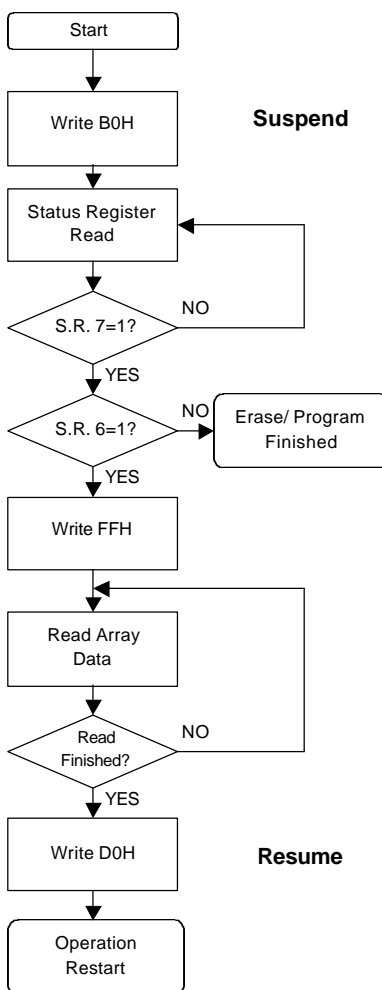 Start
Write B0H
Suspend
Status Register
Read
NO
S.R. 7=1?
YES
NO
S.R. 6=1?
Erase/ Program
Finished
YES
Write FFH
Read Array
Data
NO
Read
Finished?
YES
Write D0H
Resume
Operation
Restart